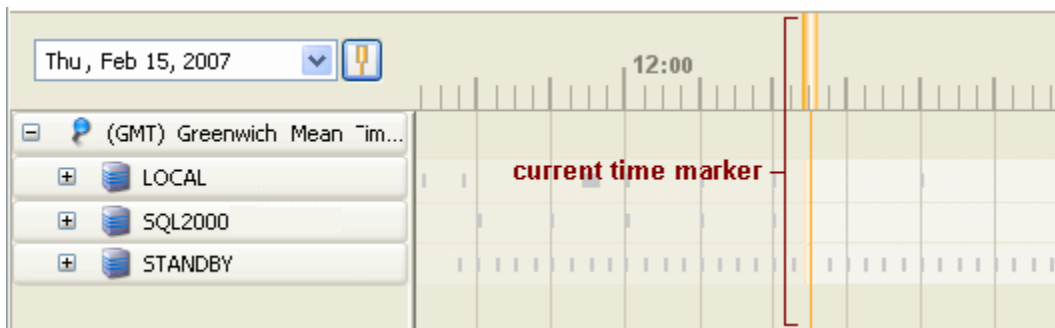 Thu, Feb 15, 2007
12:00
(GMT) Greenwich Mean Tim...
LOCAL
current time marker
SQL2000
STANDBY